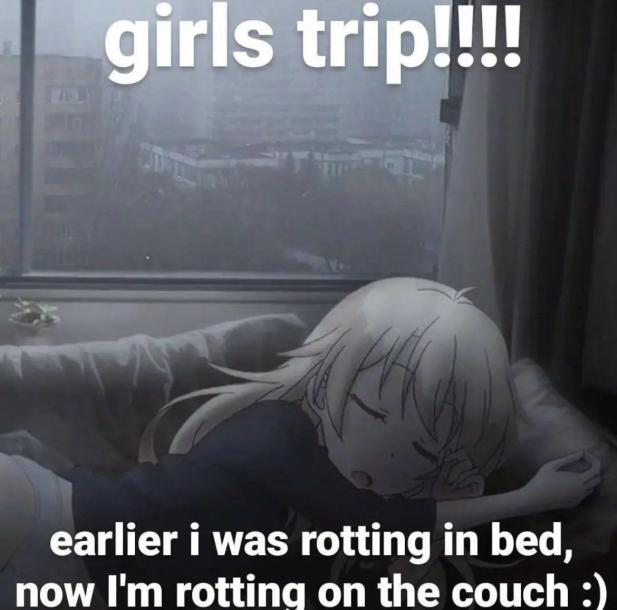 girls trip!!!!
earlier i was rotting in bed,
now I'm rotting on the couch :)